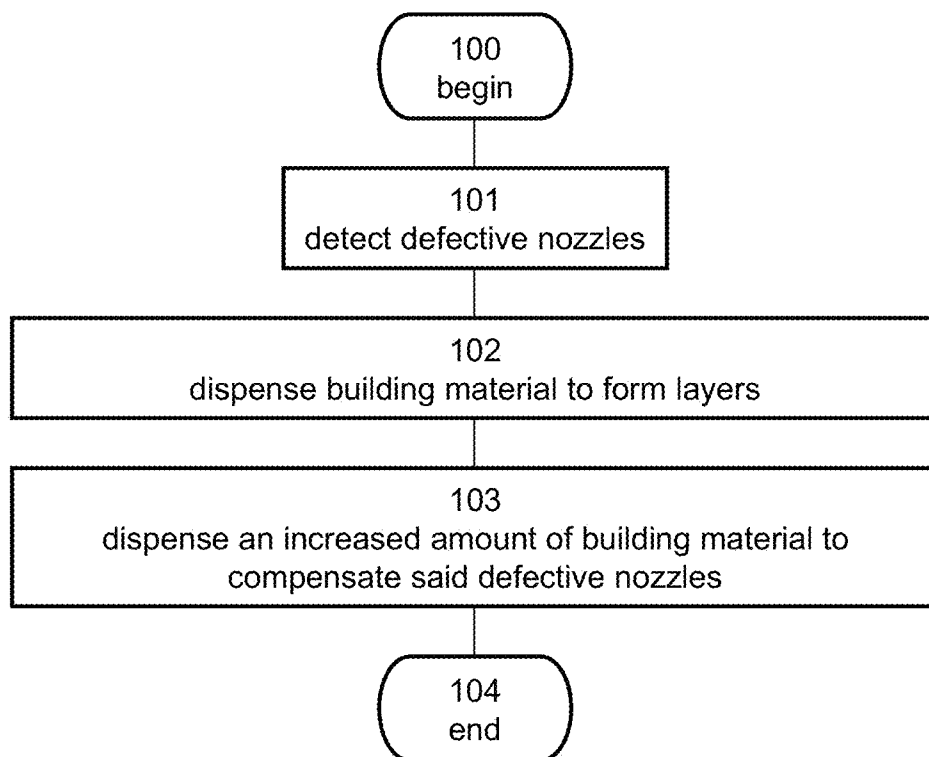 100
begin
101
detect defective nozzles
102
dispense building material to form layers
103
dispense an increased amount of building material to
compensate said defective nozzles
104
end